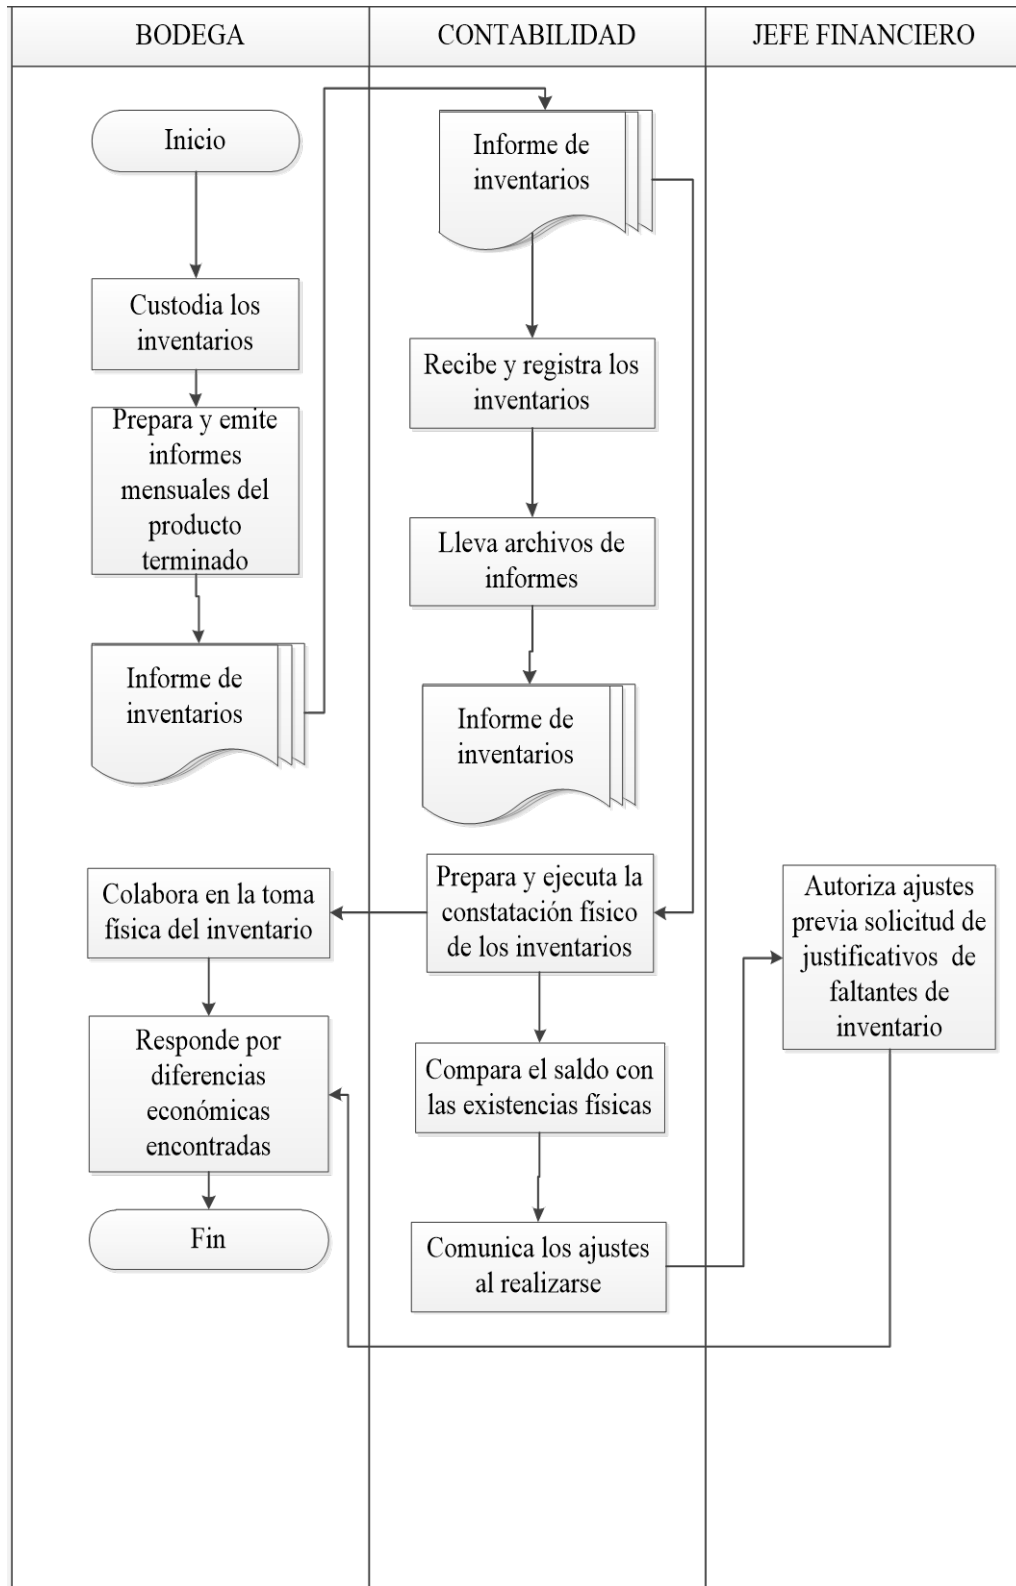 BODEGA
CONTABILIDAD
JEFE FINANCIERO
Inicio
Custodia los
inventarios
Prepara y emite
informes
mensuales del
producto
terminado
Informe de
inventarios
Informe de
inventarios
Recibe y registra los
inventarios
Lleva archivos de
informes
Informe de
inventarios
Prepara y ejecuta la
constatación físico
de los inventarios
Colabora en la toma
física del inventario
Compara el saldo con
las existencias físicas
Comunica los ajustes
al realizarse
Autoriza ajustes
previa solicitud de
justificativos de
faltantes de
inventario
Responde por
diferencias
económicas
encontradas
Fin